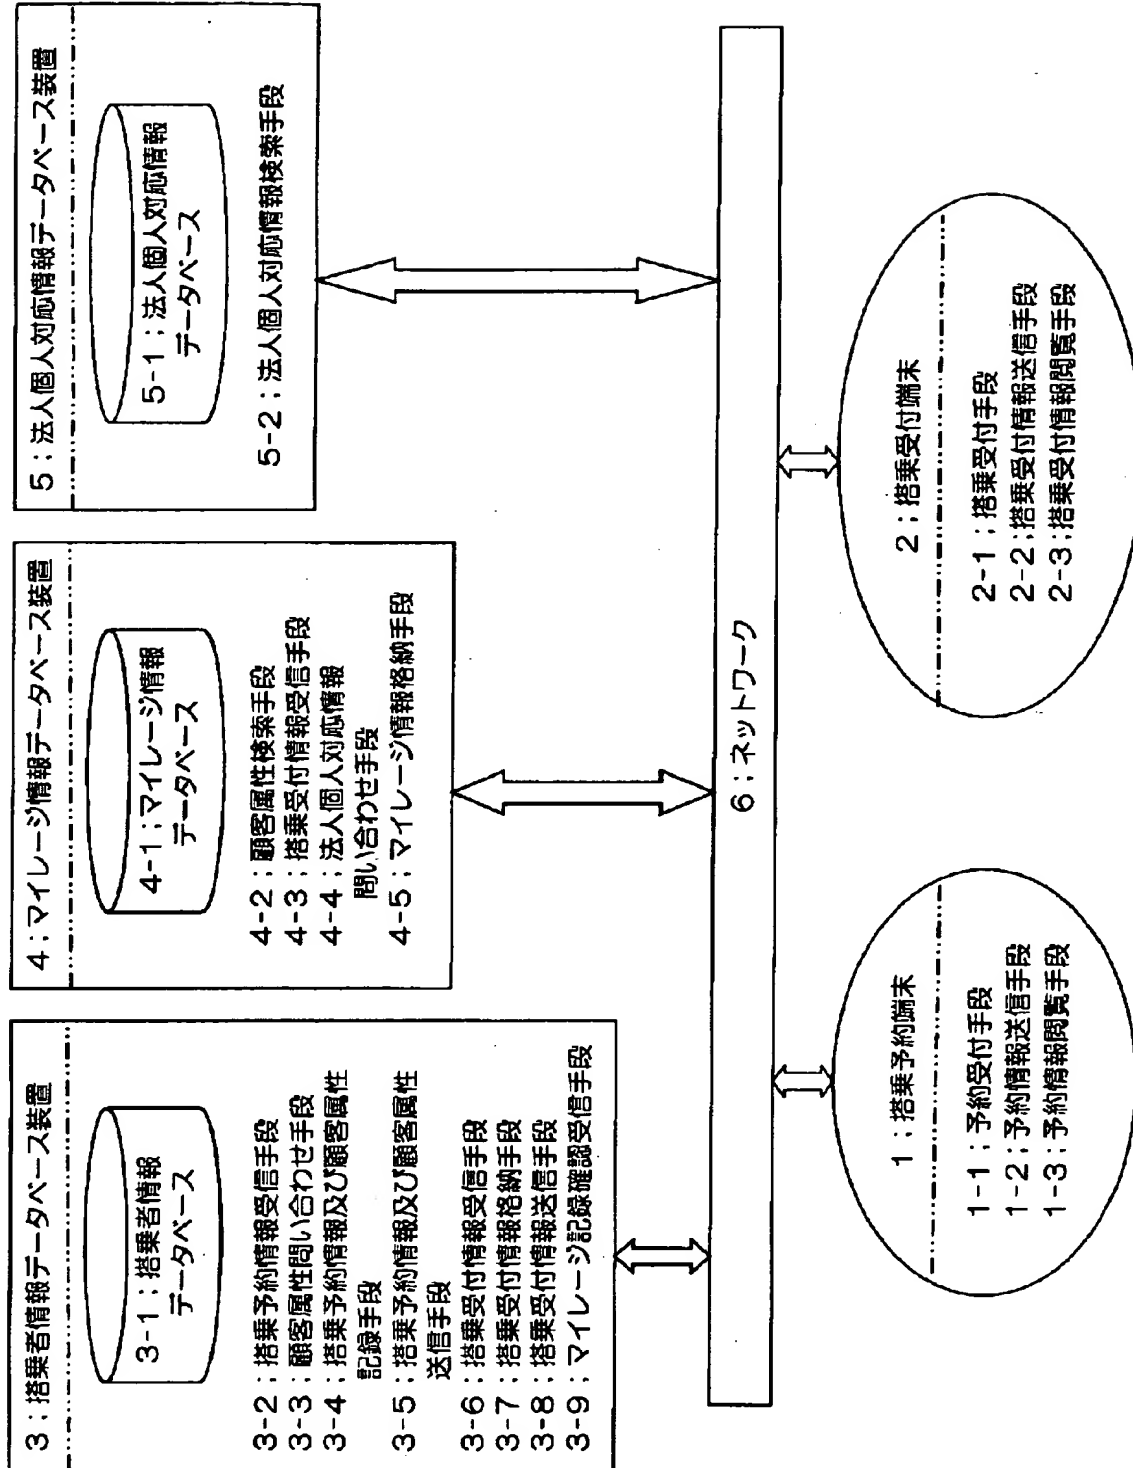 3；搭乗者情報データベース装置
3-1；搭乗者情報
データベース
3-2；搭乗予約情報受信手段
3-3；顧客属性問い合わせ手段
3-4；搭乗予約情報及び顧客属性
記録手段
3-5；搭乗予約情報及び顧客属性
送信手段
3-6；搭乗受付情報受信手段
3-7；搭乗受付情報格納手段
3-8；搭乗受付情報送信手段
3-9；マイレージ記録確認受信手段
4；マイレージ情報データベース装置
4-1；マイレージ情報
データベース
4-2；顧客属性検索手段
4-3；搭乗受付情報受信手段
4-4；法人個人対応情報
問い合わせ手段
4-5；マイレージ情報格納手段
5；法人個人対応情報データベース装置
5-1；法人個人対応情報
データベース
5-2；法人個人対応情報検索手段
6；ネットワーク
1；搭乗予約端末
1-1；予約受付手段
1-2；予約情報送信手段
1-3；予約情報閲覧手段
2；搭乗受付端末
2-1；搭乗受付手段
2-2；搭乗受付情報送信手段
2-3；搭乗受付情報閲覧手段